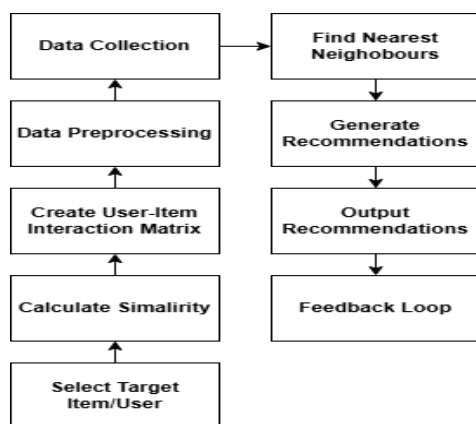 Data Collection
Data Preprocessing
Create User-Item
Interaction Matrix
Calculate Simalirity
Select Target
Item/User
Find Nearest
Neighobours
Generate
Recommendations
Output
Recommendations
Feedback Loop